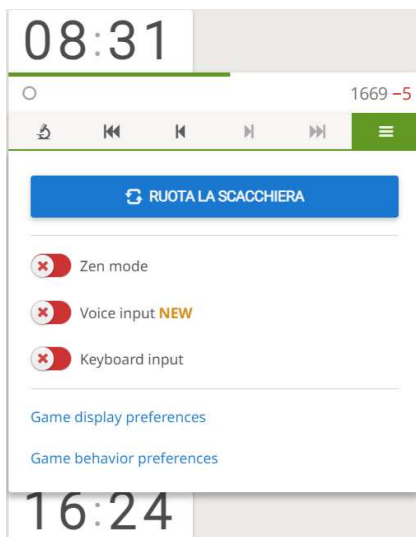 08:31
1669 −5
RUOTA LA SCACCHIERA
Zen mode
Voice input NEW
Keyboard input
Game display preferences
Game behavior preferences
16:24